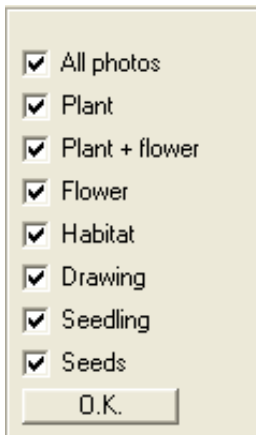 All photos
Plant
Plant + flower
Flower
Habitat
Drawing
Seedling
Seeds
O.K.